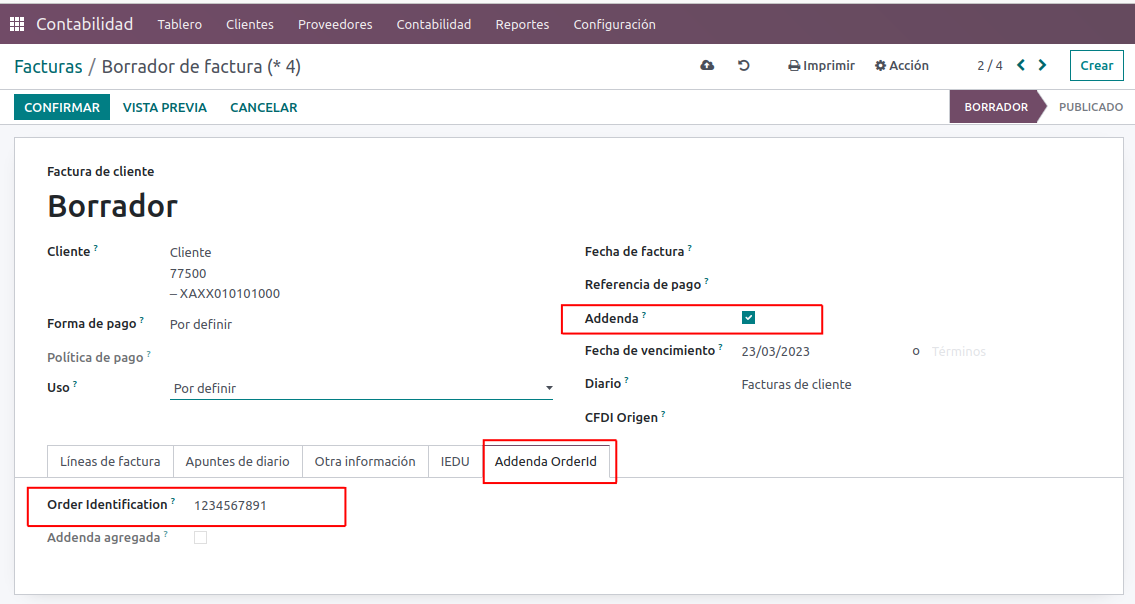 Contabilidad Tablero Clientes Proveedores Contabilidad Reportes Configuración
Facturas / Borrador de factura (* 4) Imprimir Acción 2 / 4 Crear
CONFIRMAR VISTA PREVIA CANCELAR BORRADOR PUBLICADO
Factura de cliente
Borrador
Cliente ? Cliente Fecha de factura ?
77500
– XAXX010101000 Referencia de pago ?
Forma de pago ? Por definir Addenda ?
Política de pago ? Fecha de vencimiento ? 23/03/2023 o Términos
Uso ? Por definir Diario ? Facturas de cliente
CFDI Origen ?
Líneas de factura Apuntes de diario Otra información IEDU Addenda OrderId
Order Identification ? 1234567891
Addenda agregada ?